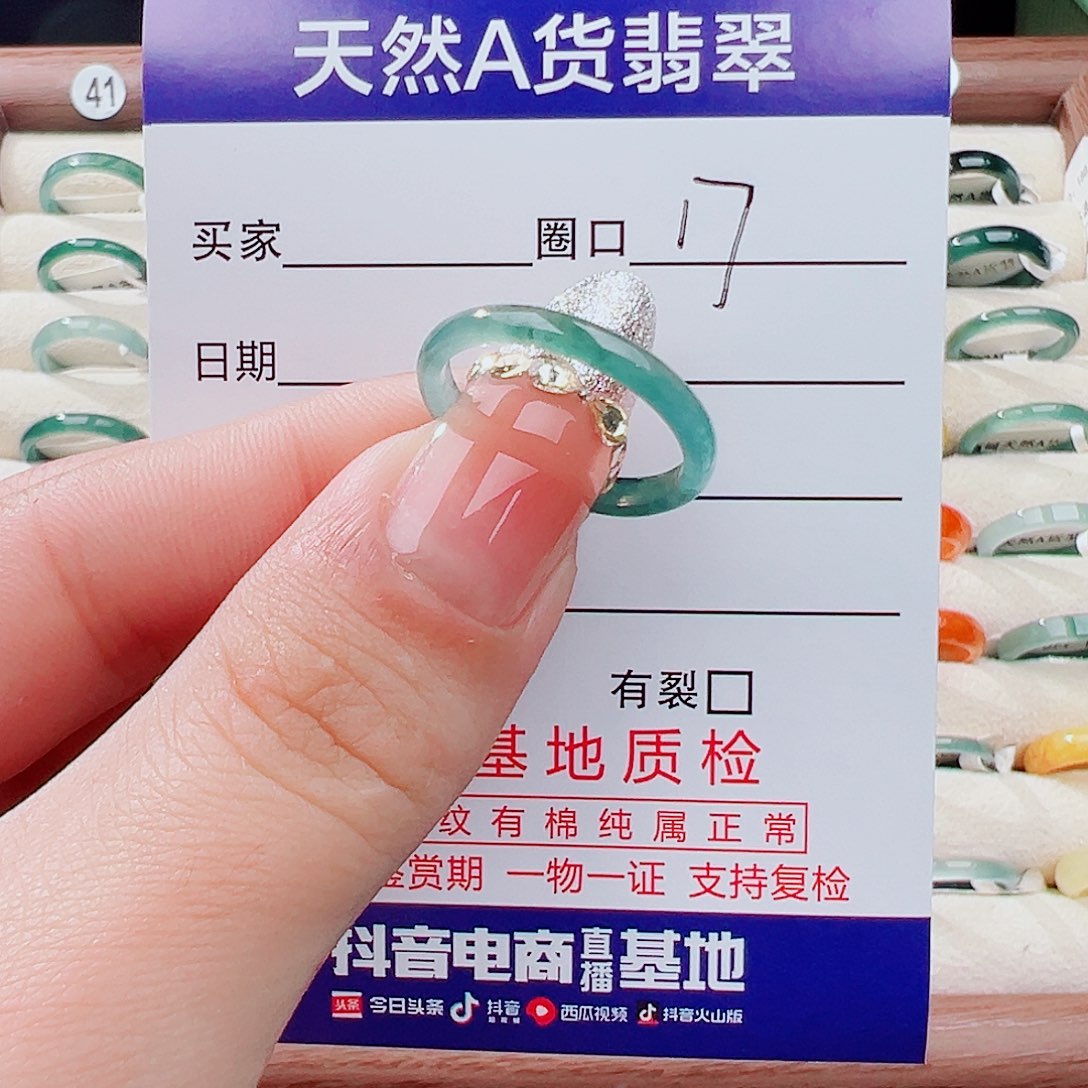 天然A货翡翠
41
买家 圈口 17
日期
有裂
基地质检
纹有棉纯属正常
鉴赏期 一物一证 支持复检
抖音电商直播基地
头条 今日头条 抖音 西瓜视频 抖音火山版